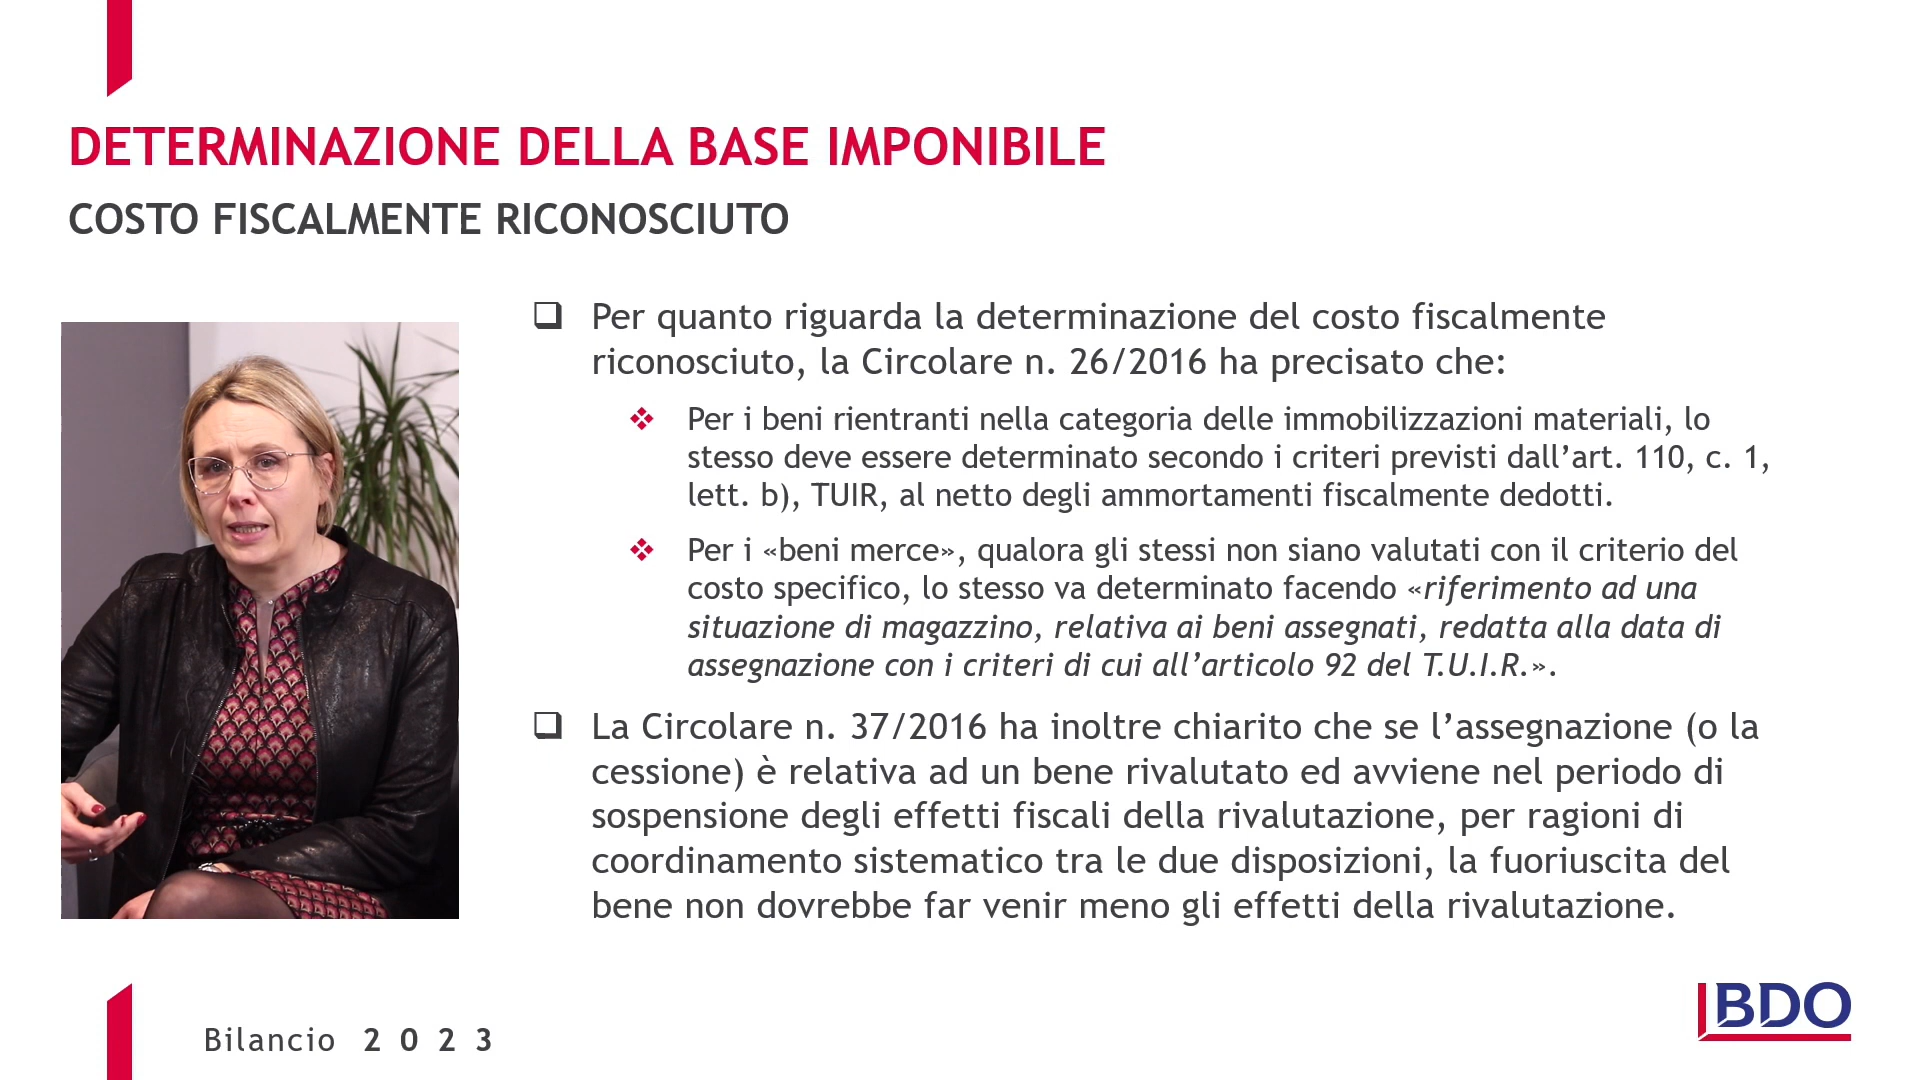 DETERMINAZIONE DELLA BASE IMPONIBILE
COSTO FISCALMENTE RICONOSCIUTO
Per quanto riguarda la determinazione del costo fiscalmente
riconosciuto, la Circolare n. 26/2016 ha precisato che:
Per i beni rientranti nella categoria delle immobilizzazioni materiali, lo
stesso deve essere determinato secondo i criteri previsti dall’art. 110, c. 1,
lett. b), TUIR, al netto degli ammortamenti fiscalmente dedotti.
Per i «beni merce», qualora gli stessi non siano valutati con il criterio del
costo specifico, lo stesso va determinato facendo «riferimento ad una
situazione di magazzino, relativa ai beni assegnati, redatta alla data di
assegnazione con i criteri di cui all’articolo 92 del T.U.I.R.».
La Circolare n. 37/2016 ha inoltre chiarito che se l’assegnazione (o la
cessione) è relativa ad un bene rivalutato ed avviene nel periodo di
sospensione degli effetti fiscali della rivalutazione, per ragioni di
coordinamento sistematico tra le due disposizioni, la fuoriuscita del
bene non dovrebbe far venir meno gli effetti della rivalutazione.
Bilancio 2023
BDO